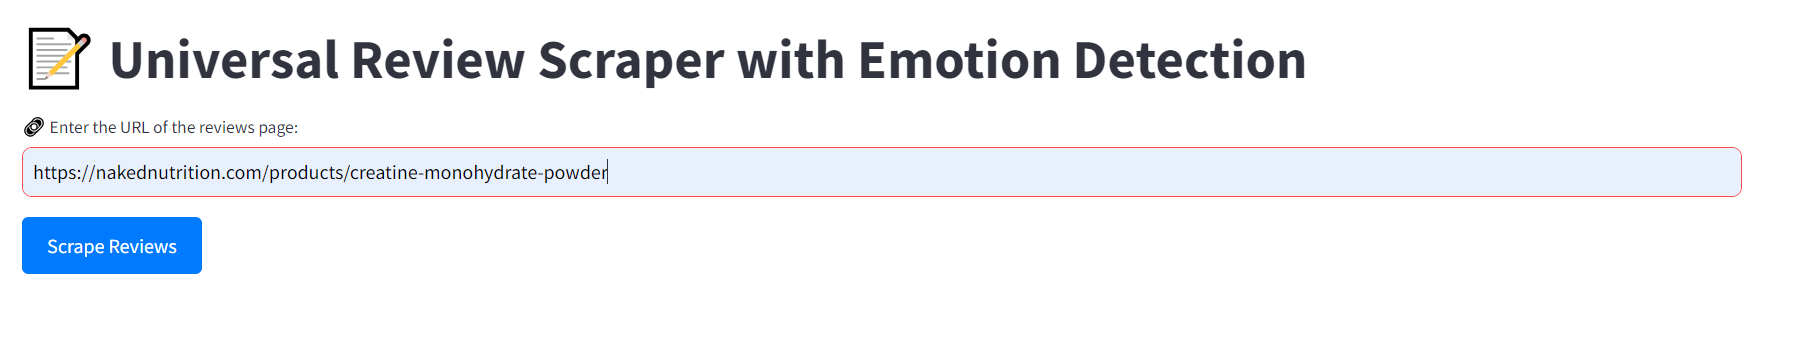 Universal Review Scraper with Emotion Detection
Enter the URL of the reviews page:
https://nakednutrition.com/products/creatine-monohydrate-powder
Scrape Reviews